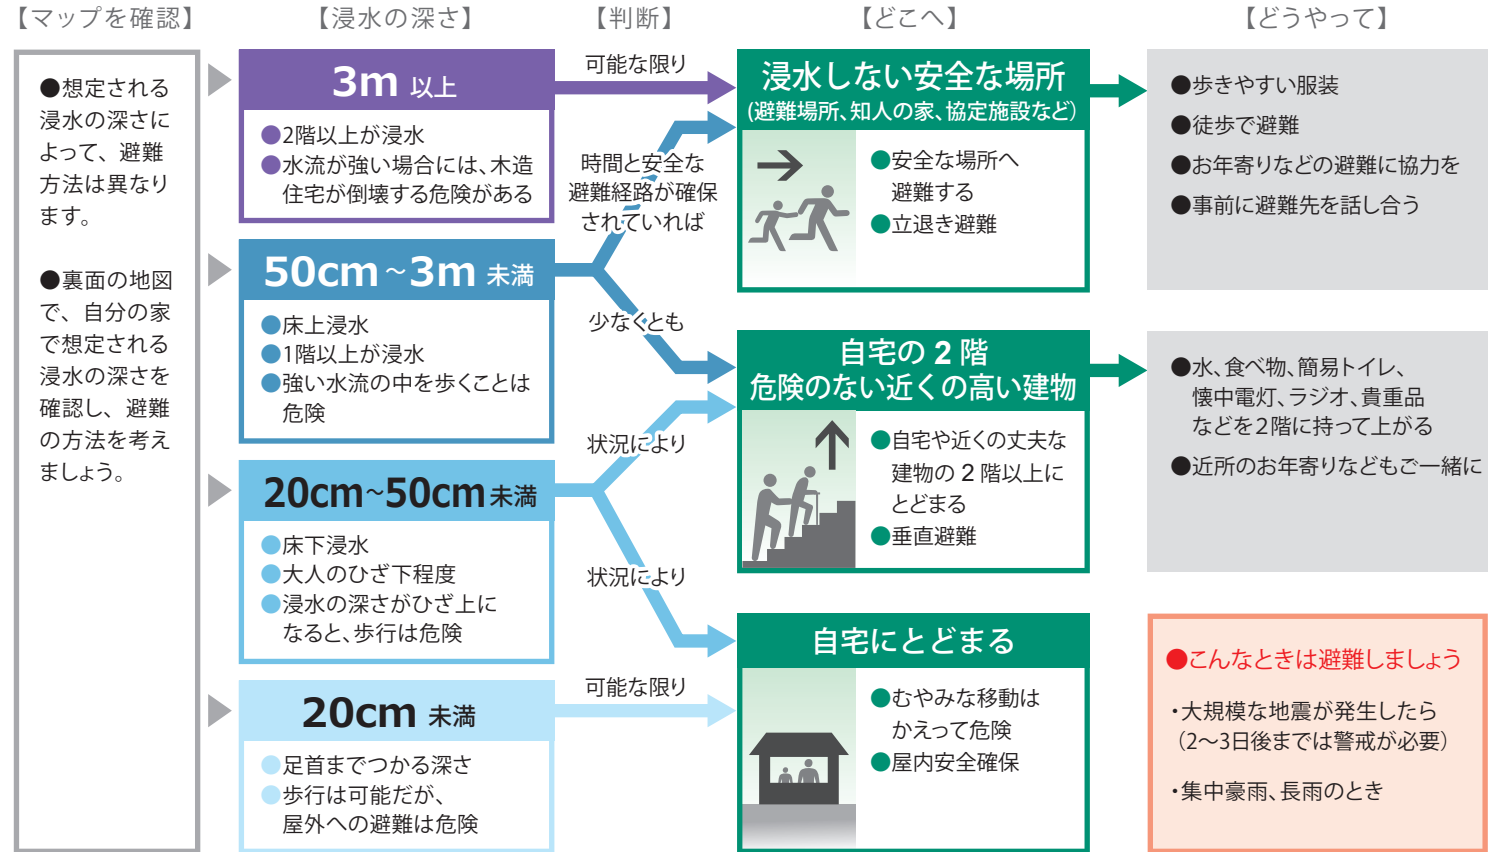 【マップを確認】
【浸水の深さ】
【判断】
【どこへ】
【どうやって】
●想定される
浸水の深さに
よって、避難
方法は異なり
ます。
●裏面の地図
で、自分の家
で想定される
浸水の深さを
確認し、避難
の方法を考え
ましょう。
3m 以上
●2階以上が浸水
●水流が強い場合には、木造
住宅が倒壊する危険がある
50cm～3m 未満
●床上浸水
●1階以上が浸水
●強い水流の中を歩くことは
危険
20cm~50cm未満
●床下浸水
●大人のひざ下程度
●浸水の深さがひざ上に
なると、歩行は危険
20cm 未満
●足首までつかる深さ
●歩行は可能だが、
屋外への避難は危険
可能な限り
時間と安全な
避難経路が確保
されていれば
少なくとも
状況により
状況により
可能な限り
浸水しない安全な場所
(避難場所、知人の家、協定施設など)
●安全な場所へ
避難する
●立退き避難
自宅の 2 階
危険のない近くの高い建物
●自宅や近くの丈夫な
建物の 2 階以上に
とどまる
●垂直避難
自宅にとどまる
●むやみな移動は
かえって危険
●屋内安全確保
●歩きやすい服装
●徒歩で避難
●お年寄りなどの避難に協力を
●事前に避難先を話し合う
●水、食べ物、簡易トイレ、
懐中電灯、ラジオ、貴重品
などを2階に持って上がる
●近所のお年寄りなどもご一緒に
●こんなときは避難しましょう
・大規模な地震が発生したら
（2～3日後までは警戒が必要）
・集中豪雨、長雨のとき